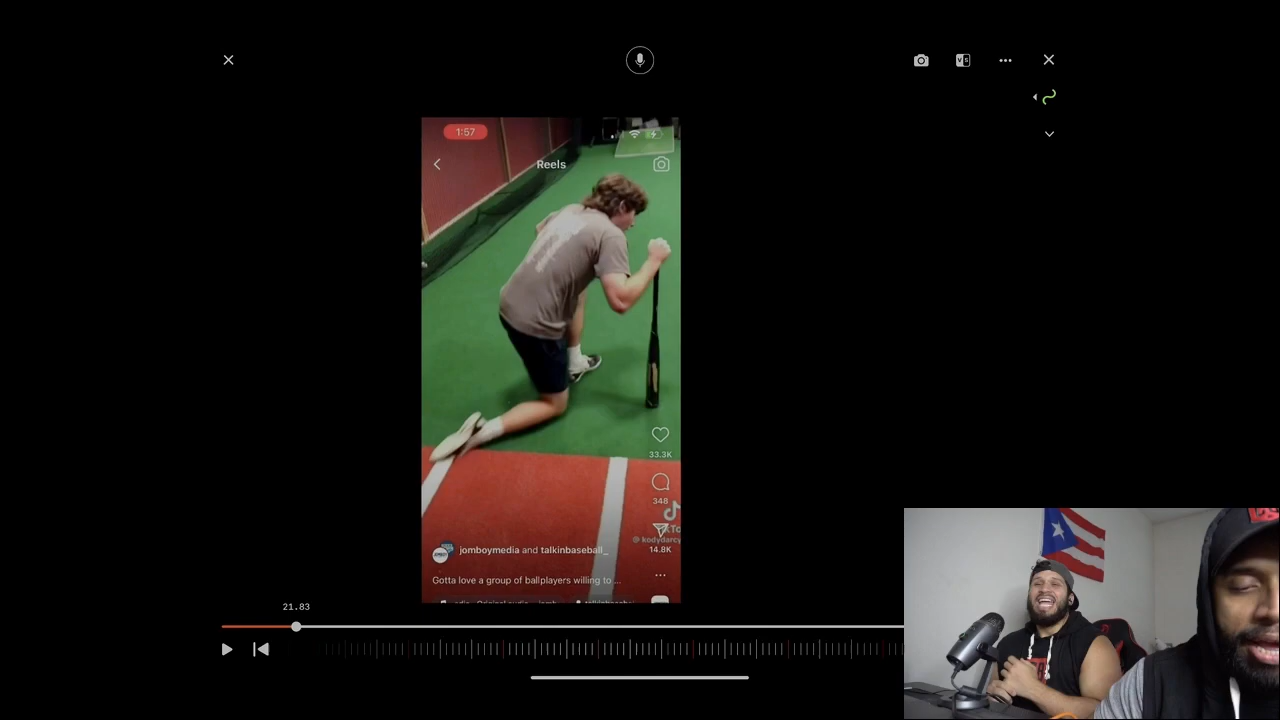 1:57
Reels
33.3K
348
kodydarcy
14.8K
jomboymedia and talkinbaseball_
Gotta love a group of ballplayers willing to ...
21.83